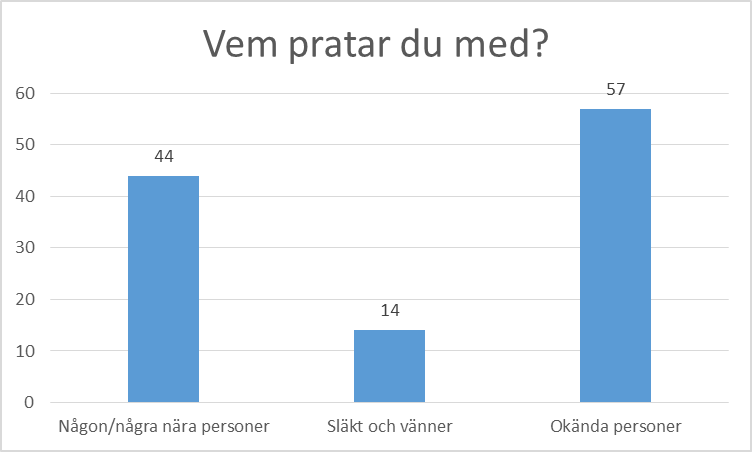 Vem pratar du med?
60
50
40
30
20
10
0
44
14
57
Någon/några nära personer
Släkt och vänner
Okända personer